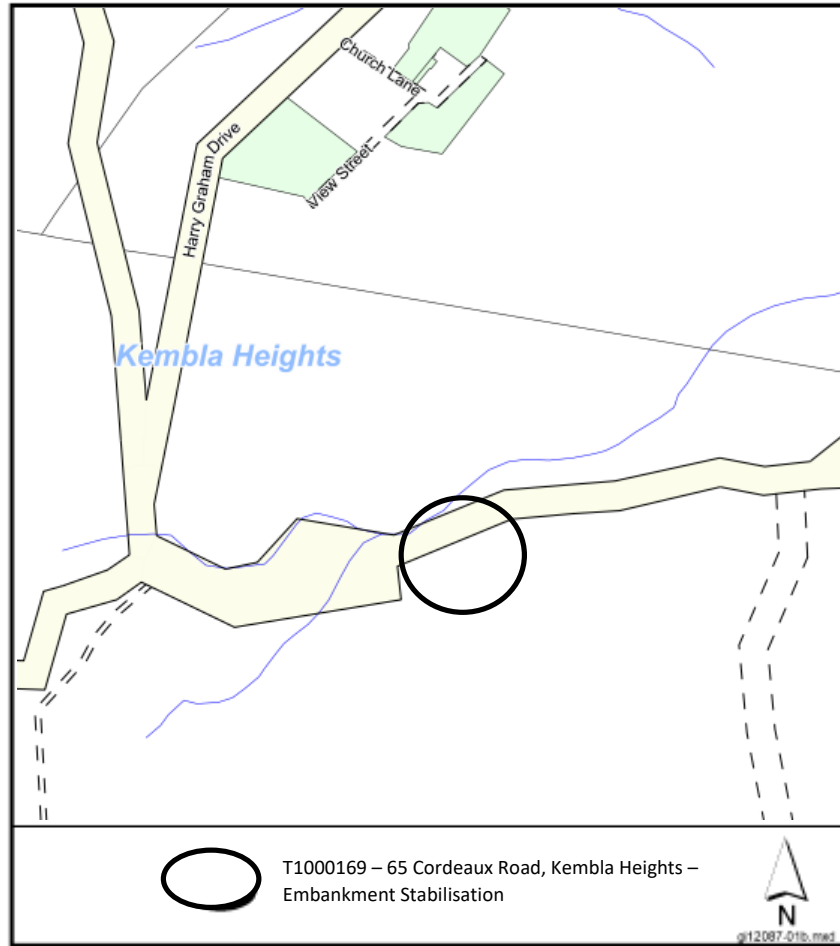 Church Lane
Harry Graham Drive
View Street
Kembla Heights
T1000169 – 65 Cordeaux Road, Kembla Heights –
Embankment Stabilisation
N
gi12087-01b.mxd